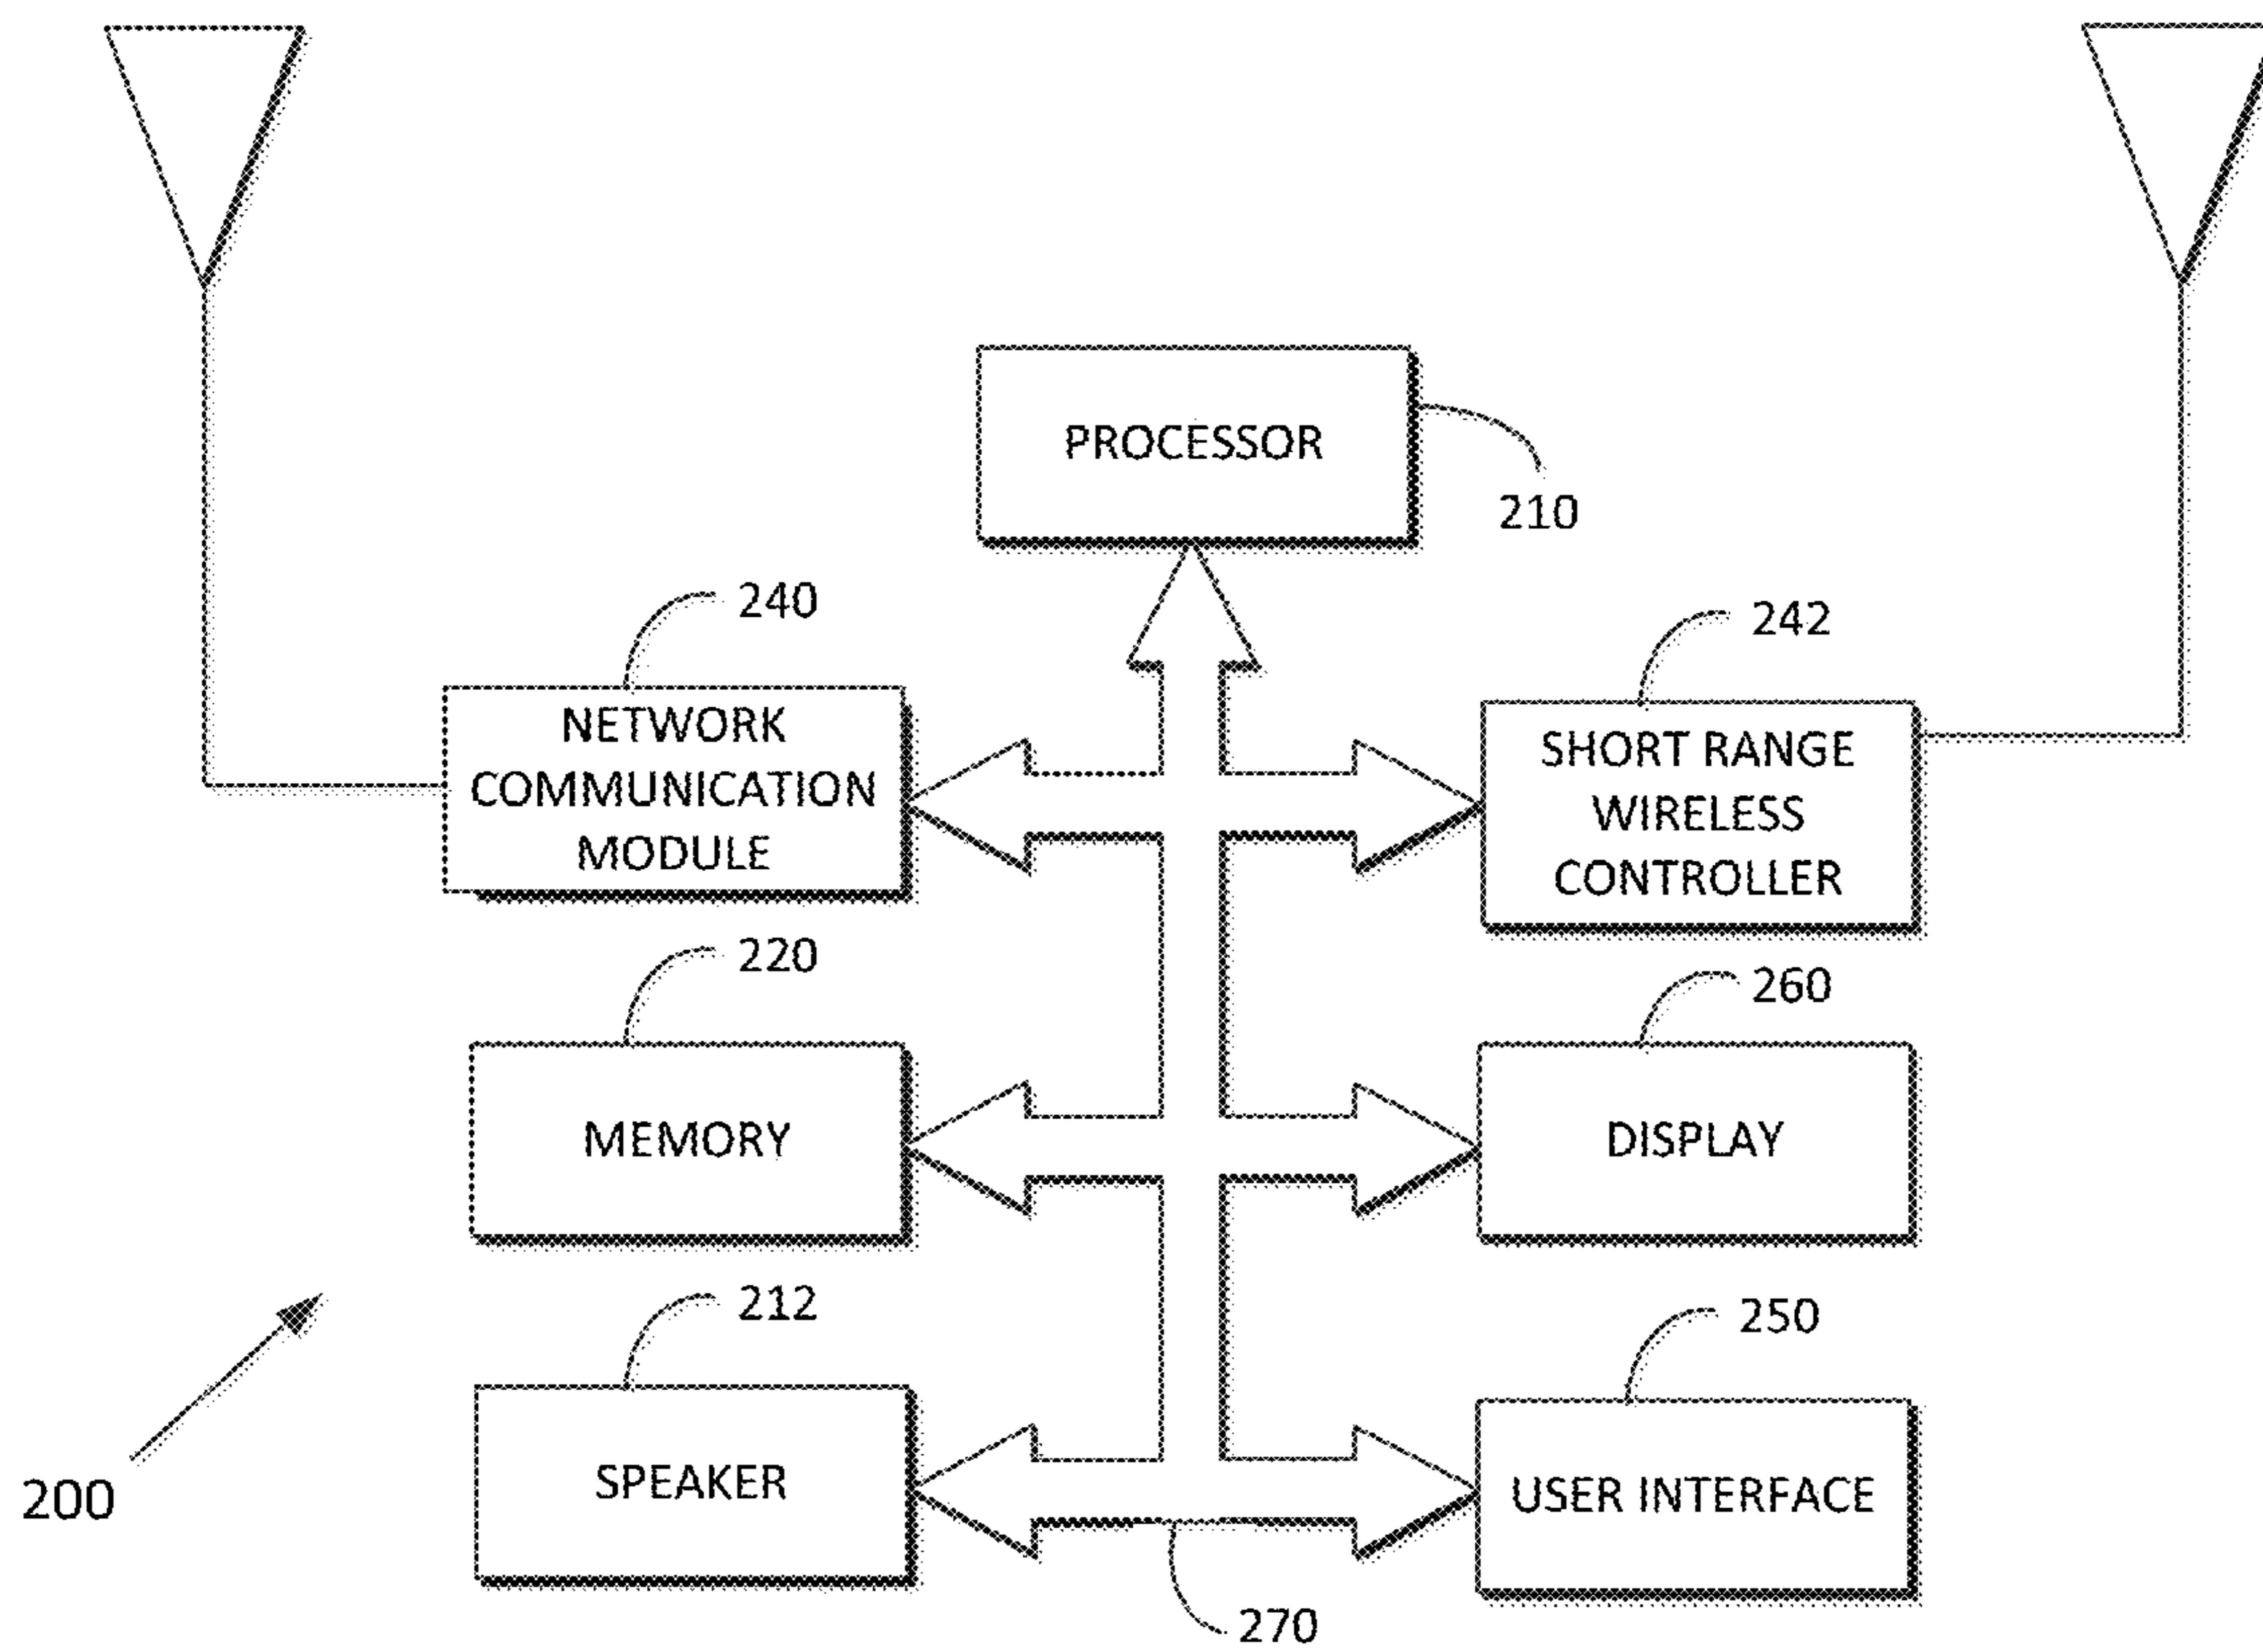 PROCESSOR
210
240
242
NETWORK
COMMUNICATION
MODULE
SHORT RANGE
WIRELESS
CONTROLLER
220
260
MEMORY
DISPLAY
212
250
SPEAKER
USER INTERFACE
200
270